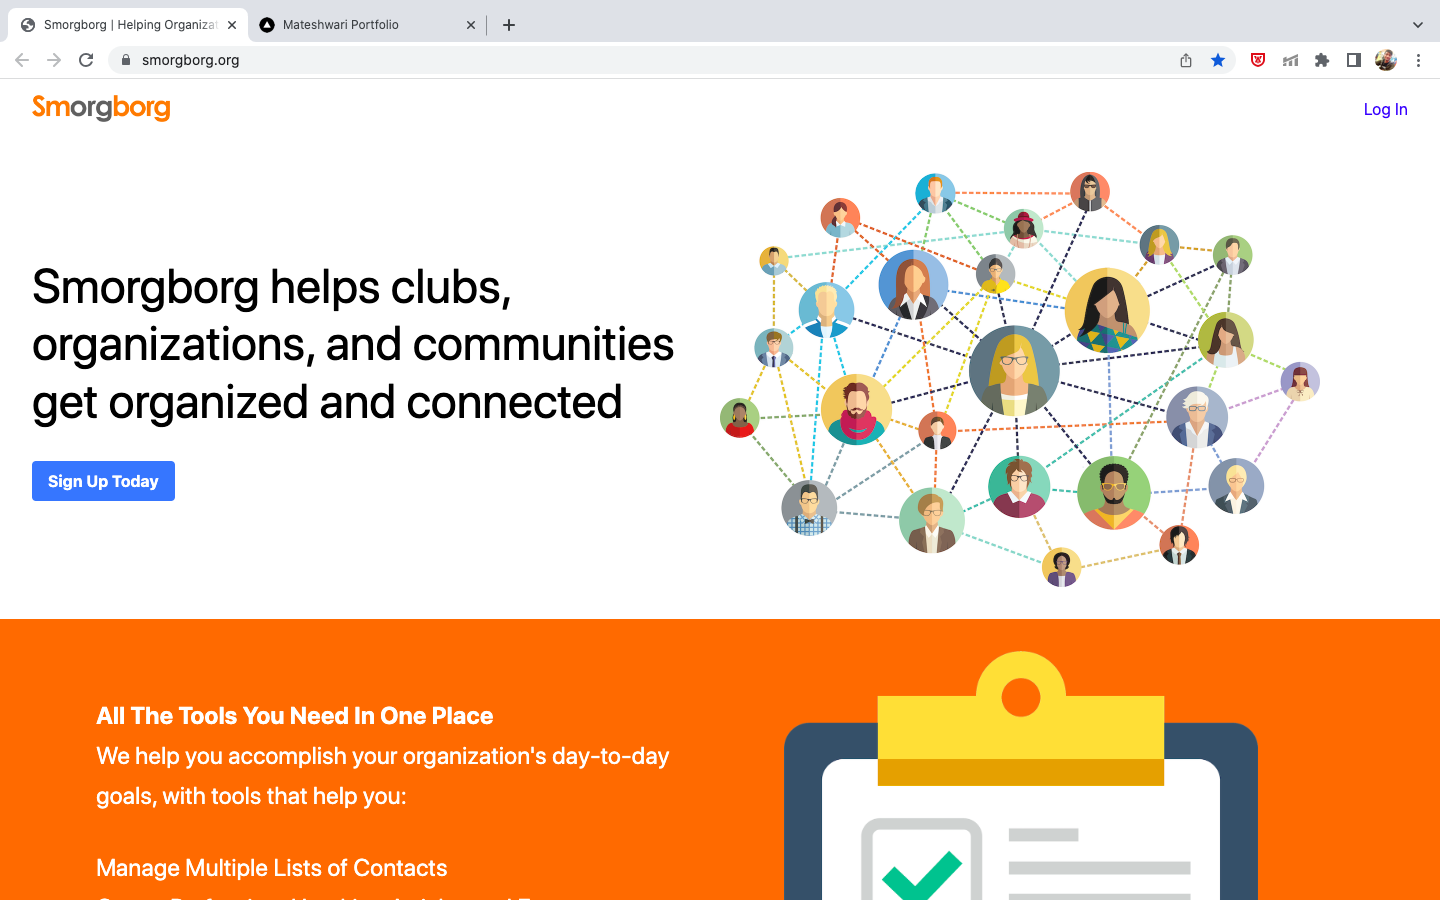 Smorgborg | Helping Organizat
Mateshwari Portfolio
smorgborg.org
Smorgborg
Log In
Smorgborg helps clubs,
organizations, and communities
get organized and connected
Sign Up Today
All The Tools You Need In One Place
We help you accomplish your organization's day-to-day
goals, with tools that help you:
Manage Multiple Lists of Contacts